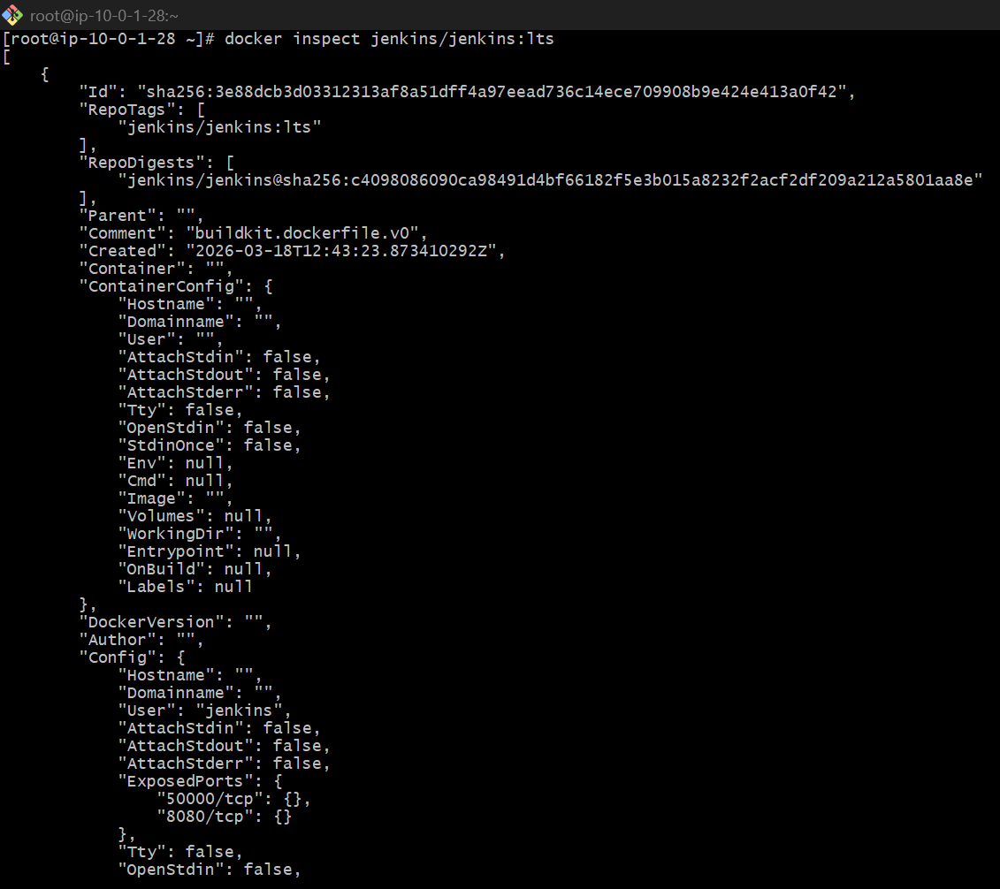 root@ip-10-0-1-28:~
[root@ip-10-0-1-28 ~]# docker inspect jenkins/jenkins:lts
[
    {
        "Id": "sha256:3e88dcb3d03312313af8a51dff4a97eead736c14ece709908b9e424e413a0f42",
        "RepoTags": [
            "jenkins/jenkins:lts"
        ],
        "RepoDigests": [
            "jenkins/jenkins@sha256:c4098086090ca98491d4bf66182f5e3b015a8232f2acf2df209a212a5801aa8e"
        ],
        "Parent": "",
        "Comment": "buildkit.dockerfile.v0",
        "Created": "2026-03-18T12:43:23.873410292Z",
        "Container": "",
        "ContainerConfig": {
            "Hostname": "",
            "Domainname": "",
            "User": "",
            "AttachStdin": false,
            "AttachStdout": false,
            "AttachStderr": false,
            "Tty": false,
            "OpenStdin": false,
            "StdinOnce": false,
            "Env": null,
            "Cmd": null,
            "Image": "",
            "Volumes": null,
            "WorkingDir": "",
            "Entrypoint": null,
            "OnBuild": null,
            "Labels": null
        },
        "DockerVersion": "",
        "Author": "",
        "Config": {
            "Hostname": "",
            "Domainname": "",
            "User": "jenkins",
            "AttachStdin": false,
            "AttachStdout": false,
            "AttachStderr": false,
            "ExposedPorts": {
                "50000/tcp": {},
                "8080/tcp": {}
            },
            "Tty": false,
            "OpenStdin": false,